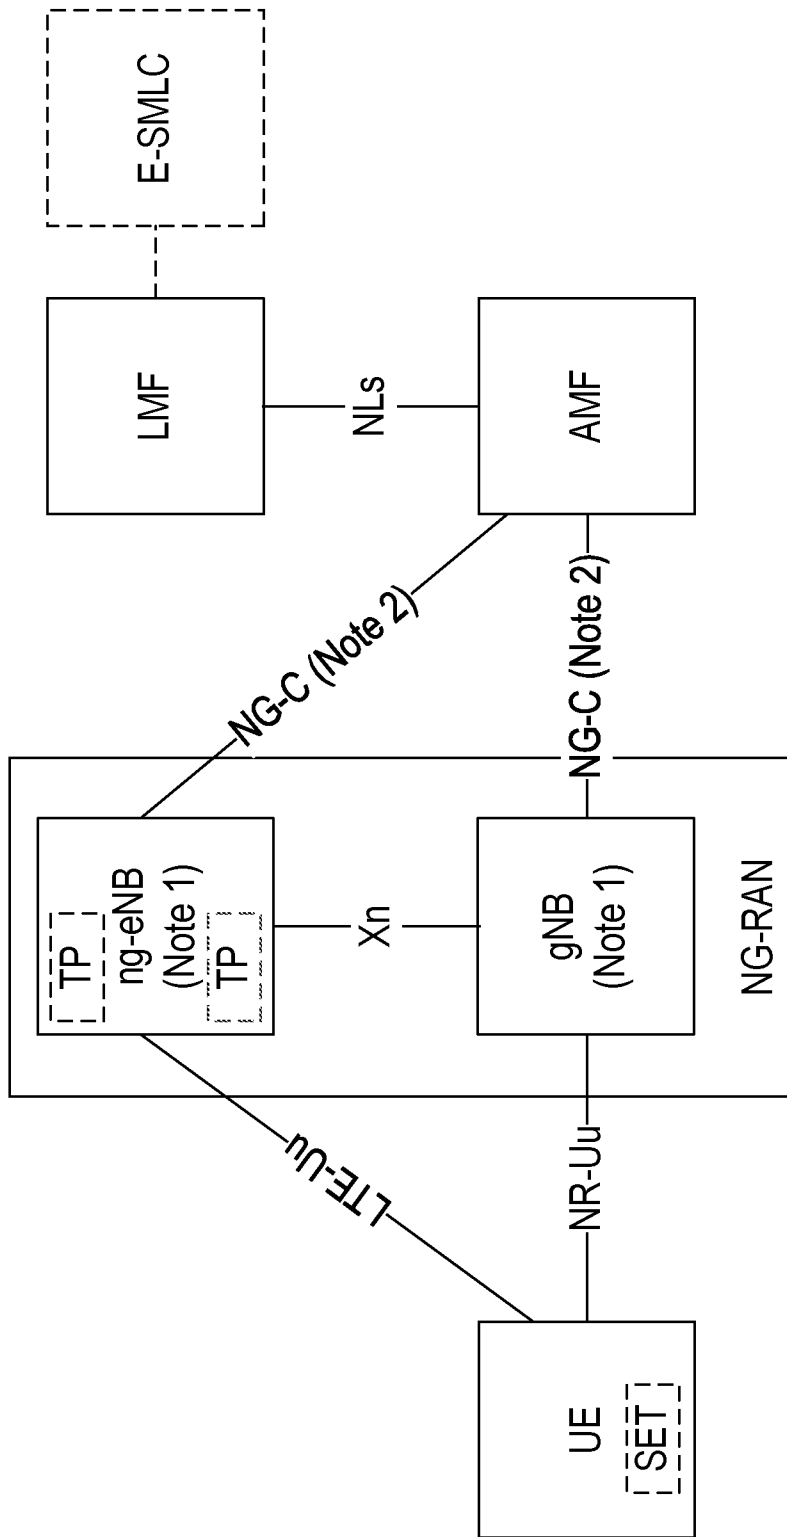 TP
ng-eNB
(Note 1)
TP
LMF
E-SMLC
LTE-Uu
NG-C (Note 2)
Xn
NLs
UE
SET
NR-Uu
gNB
(Note 1)
NG-C (Note 2)
AMF
NG-RAN